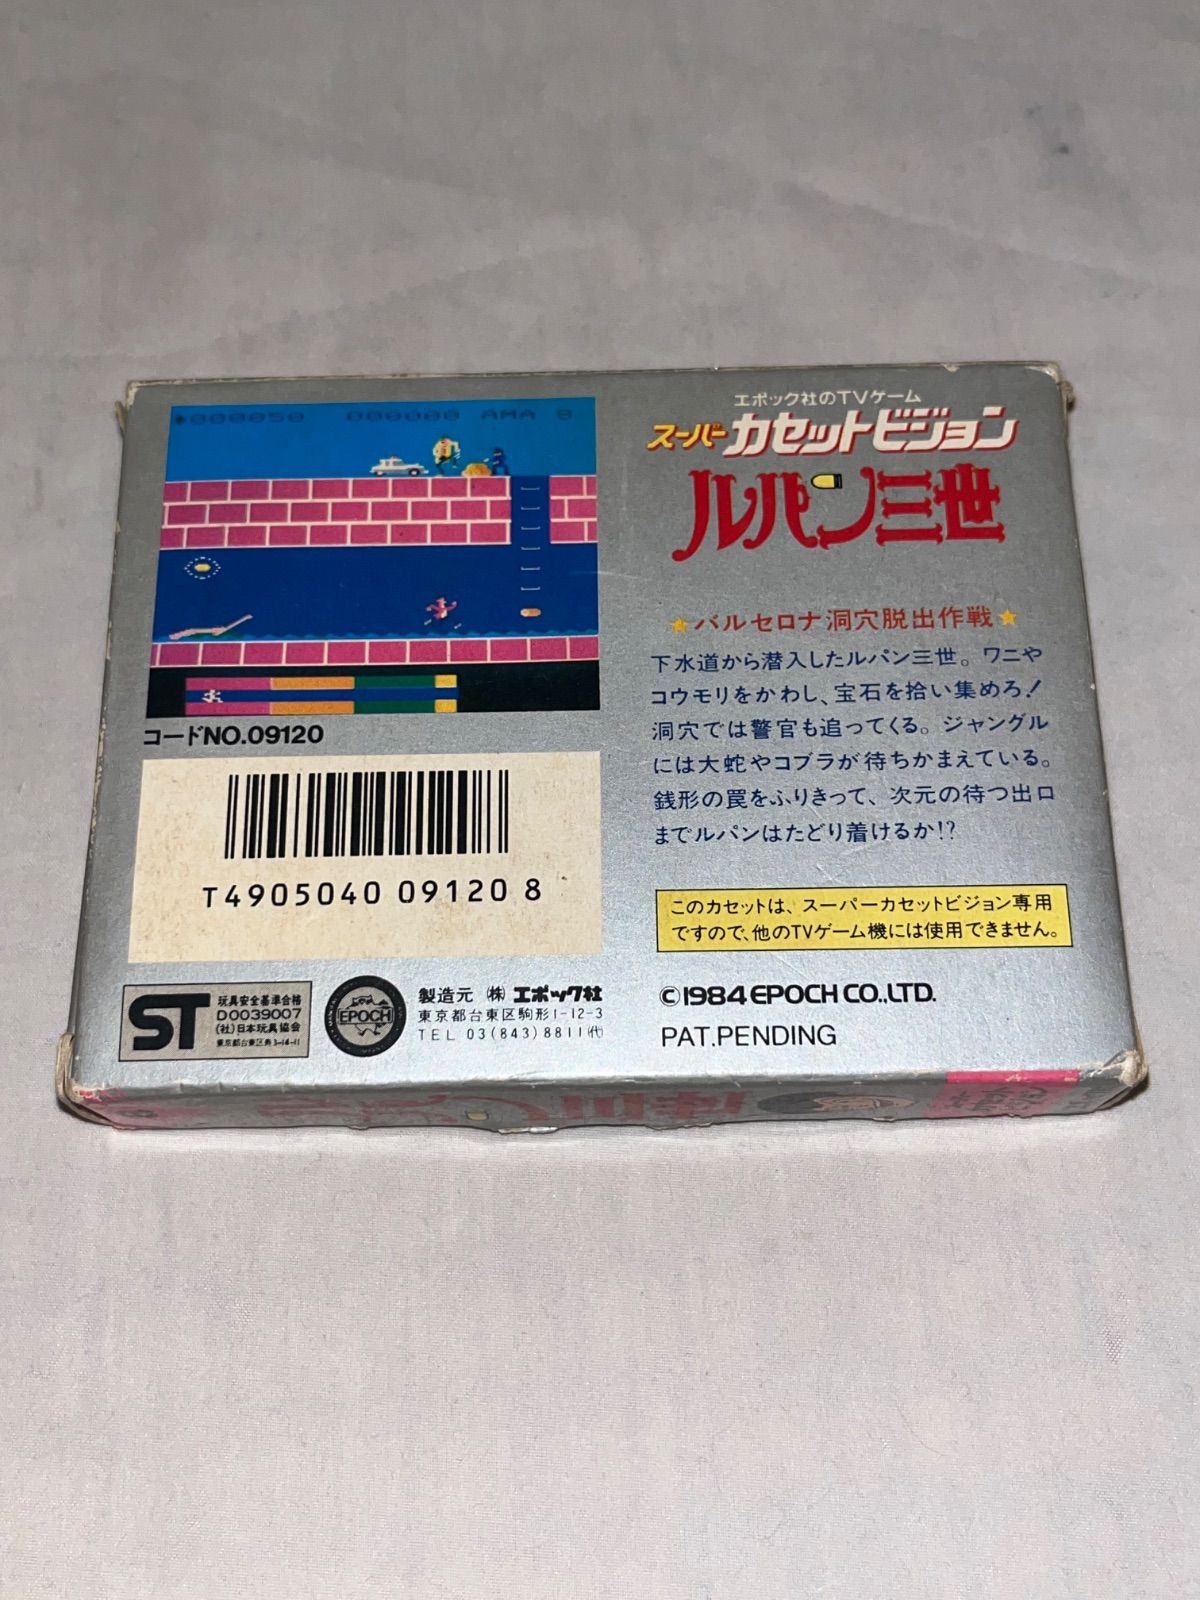 000050 000000 AMA 8
コードNO.09120
T4905040 09120 8
ST
玩具安全基準合格
D0039007
(社)日本玩具協会
EPOCH
製造元 (株) エポック社
東京都台東区駒形1-12-3
TEL 03(843)8811(代)
エポック社のTVゲーム
スーパー カセットビジョン
ルパン三世
★バルセロナ洞穴脱出作戦★
下水道から潜入したルパン三世。ワニや
コウモリをかわし、宝石を拾い集めろ!
洞穴では警官も追ってくる。ジャングル
には大蛇やコブラが待ちかまえている。
銭形の罠をふりきって、次元の待つ出口
までルパンはたどり着けるか!?
このカセットは、スーパーカセットビジョン専用
ですので、他のTVゲーム機には使用できません。
©1984 EPOCH CO.,LTD.
PAT.PENDING